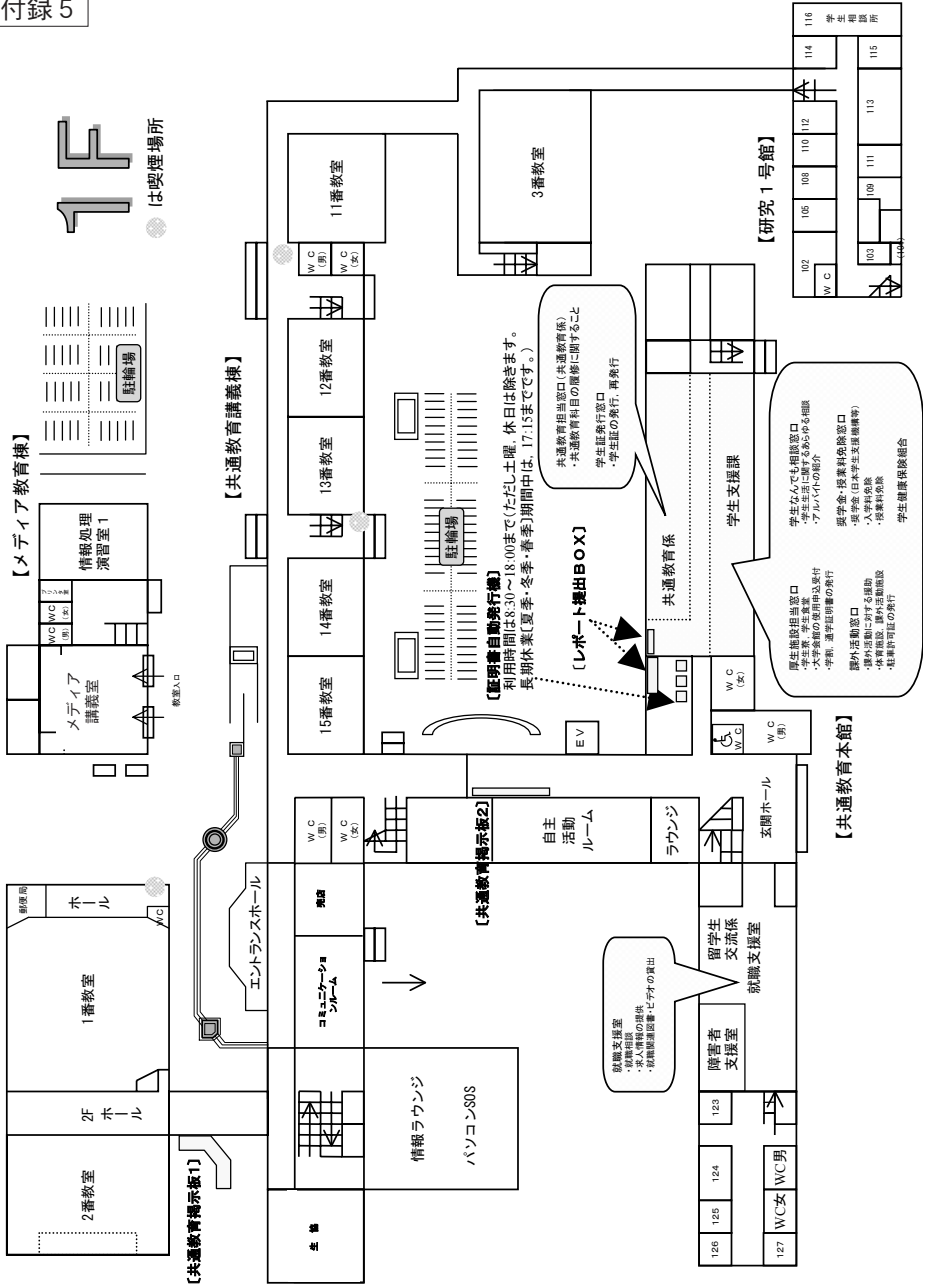 付録5
1F
は喫煙場所
【メディア教育棟】
メディア
講義室
WC
(男)
WC
(女)
プリンタ室
情報処理
演習室1
教室入口
駐輪場
郵便局
ホール
WC
1番教室
2F
ホール
2番教室
[共通教育掲示板1]
エントランスホール
【共通教育講義棟】
生協
情報ラウンジ
パソコンSOS
コミュニケーショ
ンルーム
売店
WC
(男)
WC
(女)
15番教室
14番教室
13番教室
12番教室
WC
(男)
WC
(女)
11番教室
3番教室
駐輪場
[証明書自動発行機]
利用時間は8:30~18:00まで(ただし土曜,休日は除きます。
長期休業[夏季・冬季・春季]期間中は,17:15までです。)
[レポート提出BOX]
[共通教育掲示板2]
自主
活動
ルーム
ラウンジ
EV
共通教育担当窓口(共通教育係)
・共通教育科目の履修に関すること
学生証発行窓口
・学生証の発行,再発行
共通教育係
学生支援課
WC
(女)
WC
WC
(男)
玄関ホール
【共通教育本館】
厚生施設担当窓口
・学生寮,学生食堂
・大学会館の使用申込受付
・学割,通学証明書の発行
課外活動窓口
・課外活動に対する援助
・体育施設,課外活動施設
・駐車許可証の発行
学生なんでも相談窓口
・学生生活に関するあらゆる相談
・アルバイトの紹介
奨学金・授業料免除窓口
・奨学金(日本学生支援機構等)
・入学料免除
・授業料免除
学生健康保険組合
就職支援室
・就職相談
・求人情報の提供
・就職関連図書・ビデオの貸出
留学生
交流係
就職支援室
障害者
支援室
123
124
125
126
127
WC女
WC男
【研究1号館】
102
WC
105
108
110
112
114
116
学生
相談所
103
(104)
109
111
113
115